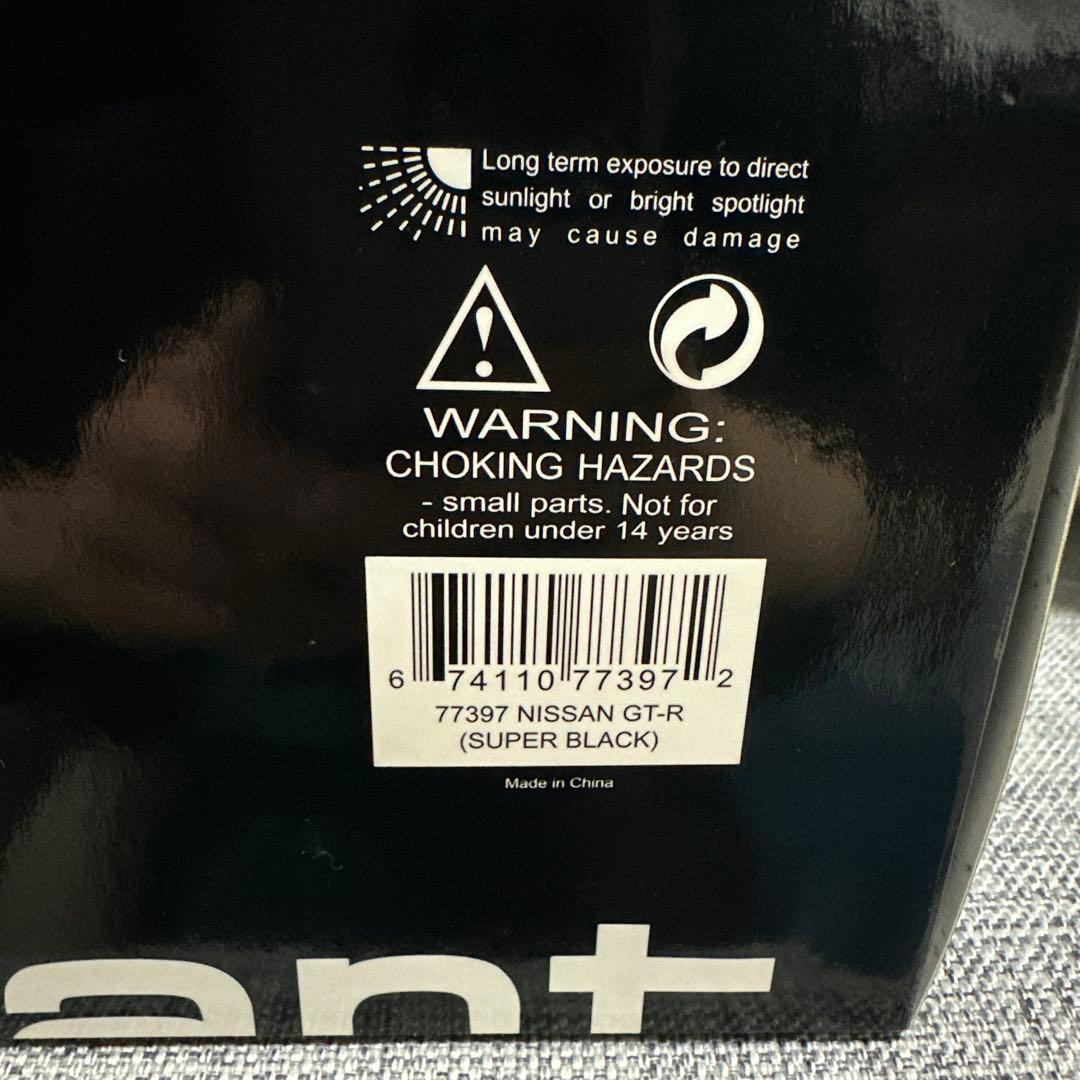 Long term exposure to direct
sunlight or bright spotlight
may cause damage
WARNING:
CHOKING HAZARDS
- small parts. Not for
children under 14 years
6 74110 77397 2
77397 NISSAN GT-R
(SUPER BLACK)
Made in China
ant